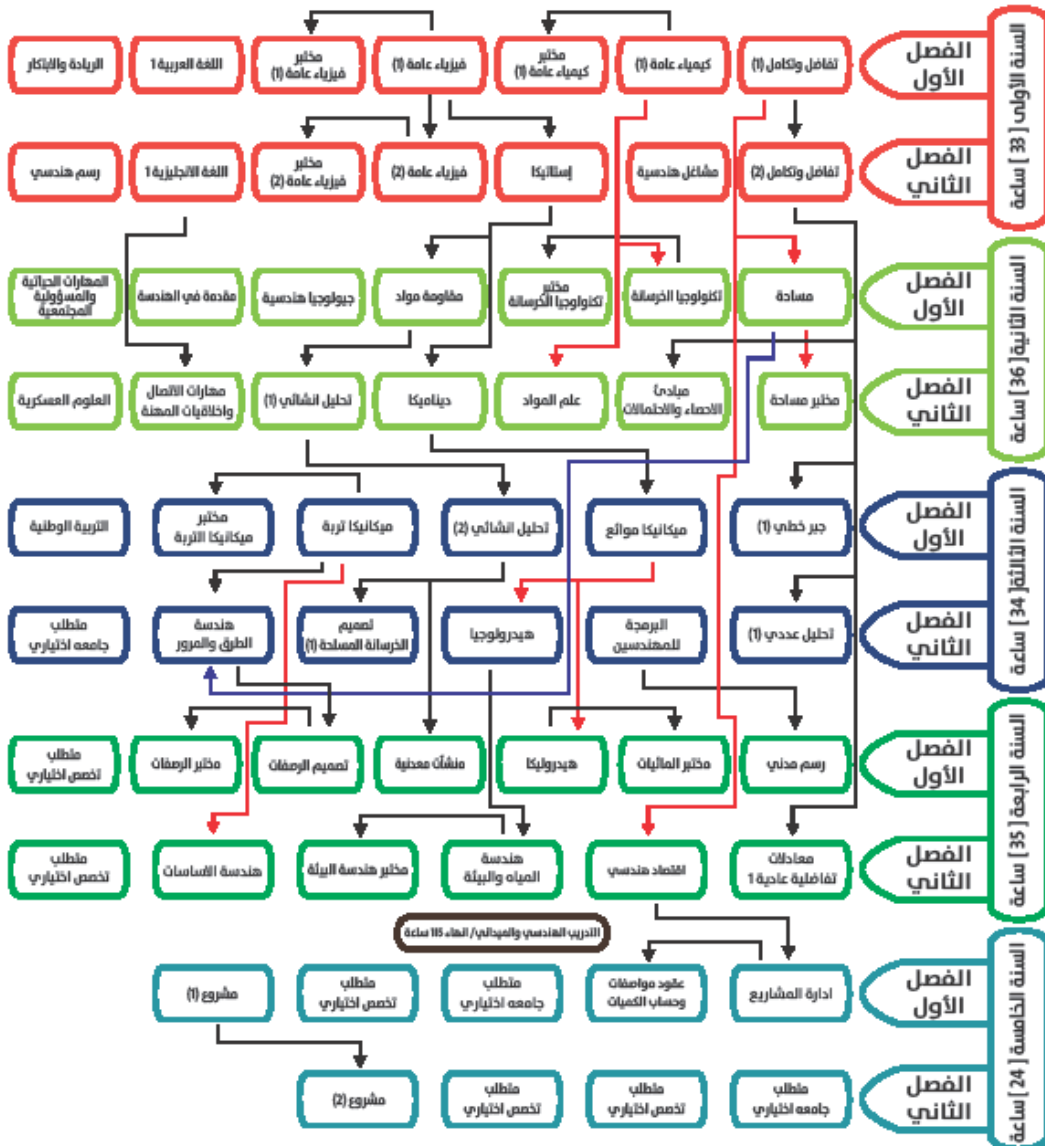 السنة الأولى [ 33 ] ساعة
الفصل
الأول
تفاضل وتكامل (1)
كيمياء عامة (1)
مختبر
كيمياء عامة (1)
فيزياء عامة (1)
مختبر
فيزياء عامة (1)
اللغة العربية 1
الريادة والابتكار
الفصل
الثاني
تفاضل وتكامل (2)
مشاغل هندسية
إستاتيكا
فيزياء عامة (2)
مختبر
فيزياء عامة (2)
اللغة الانجليزية 1
رسم هندسي
السنة الثانية [ 36 ] ساعة
الفصل
الأول
مساحة
تكنولوجيا الخرسانة
مختبر
تكنولوجيا الخرسانة
مقاومة مواد
جيولوجيا هندسية
مقدمة في الهندسة
المهارات الحياتية
والمسؤولية
المجتمعية
الفصل
الثاني
مختبر مساحة
مبادئ
الاحصاء والاحتمالات
علم المواد
ديناميكا
تحليل انشائي (1)
مهارات الاتصال
واخلاقيات المهنة
العلوم العسكرية
السنة الثالثة [ 34 ] ساعة
الفصل
الأول
جبر خطي (1)
ميكانيكا موائع
تحليل انشائي (2)
ميكانيكا تربة
مختبر
ميكانيكا التربة
التربية الوطنية
الفصل
الثاني
تحليل عددي (1)
البرمجة
للمهندسين
هيدرولوجيا
تصميم
الخرسانة المسلحة (1)
هندسة
الطرق والمرور
متطلب
جامعه اختياري
السنة الرابعة [ 35 ] ساعة
الفصل
الأول
رسم مدني
مختبر المائيات
هيدروليكا
منشآت معدنية
تصميم الرصفات
مختبر الرصفات
متطلب
تخصص اختياري
الفصل
الثاني
معادلات
تفاضلية عادية 1
اقتصاد هندسي
هندسة
المياه والبيئة
مختبر هندسة البيئة
هندسة الاساسات
متطلب
تخصص اختياري
التدريب الهندسي والميداني/ انهاء 115 ساعة
السنة الخامسة [ 24 ] ساعة
الفصل
الأول
ادارة المشاريع
عقود مواصفات
وحساب الكميات
متطلب
جامعه اختياري
متطلب
تخصص اختياري
مشروع (1)
الفصل
الثاني
متطلب
جامعه اختياري
متطلب
تخصص اختياري
متطلب
تخصص اختياري
مشروع (2)